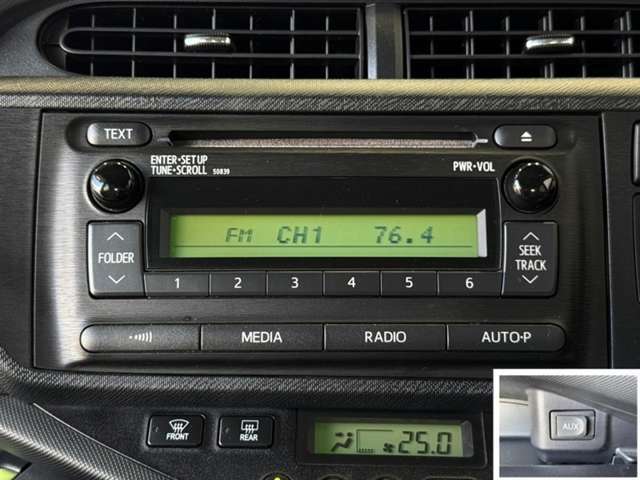 TEXT
ENTER•SETUP
TUNE•SCROLL 50839
PWR•VOL
FM CH1 76.4
FOLDER
SEEK
TRACK
1 2 3 4 5 6
MEDIA RADIO AUTO•P
FRONT REAR 25.0
AUX